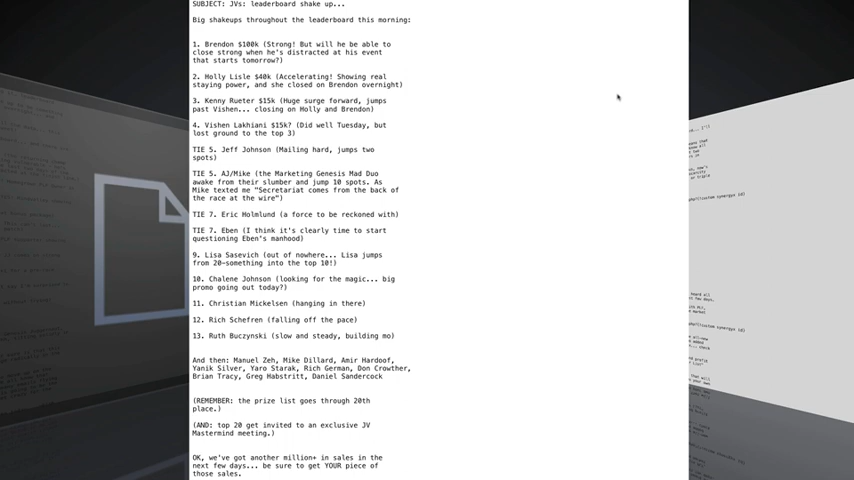 SUBJECT: JVs: leaderboard shake up...
Big shakeups throughout the leaderboard this morning:
1. Brendon $100k (Strong! But will he be able to
close strong when he's distracted at his event
that starts tomorrow?)
2. Holly Lisle $40k (Accelerating! Showing real
staying power, and she closed on Brendon overnight)
3. Kenny Rueter $15k (Huge surge forward, jumps
past Vishen... closing on Holly and Brendon)
4. Vishen Lakhiani $15k? (Did well Tuesday, but
lost ground to the top 3)
TIE 5. Jeff Johnson (Mailing hard, jumps two
spots)
TIE 5. AJ/Mike (the Marketing Genesis Mad Duo
awake from their slumber and jump 10 spots. As
Mike texted me "Secretariat comes from the back of
the race at the wire")
TIE 7. Eric Holmlund (a force to be reckoned with)
TIE 7. Eben (I think it's clearly time to start
questioning Eben's manhood)
9. Lisa Sasevich (out of nowhere... Lisa jumps
from 20-something into the top 10!)
10. Chalene Johnson (looking for the magic... big
promo going out today?)
11. Christian Mickelsen (hanging in there)
12. Rich Schefren (falling off the pace)
13. Ruth Buczynski (slow and steady, building mo)
And then: Manuel Zeh, Mike Dillard, Amir Hardoof,
Yanik Silver, Yaro Starak, Rich German, Don Crowther,
Brian Tracy, Greg Habstritt, Daniel Sandercock
(REMEMBER: the prize list goes through 20th
place.)
(AND: top 20 get invited to an exclusive JV
Mastermind meeting.)
OK, we've got another million+ in sales in the
next few days... be sure to get YOUR piece of
those sales.